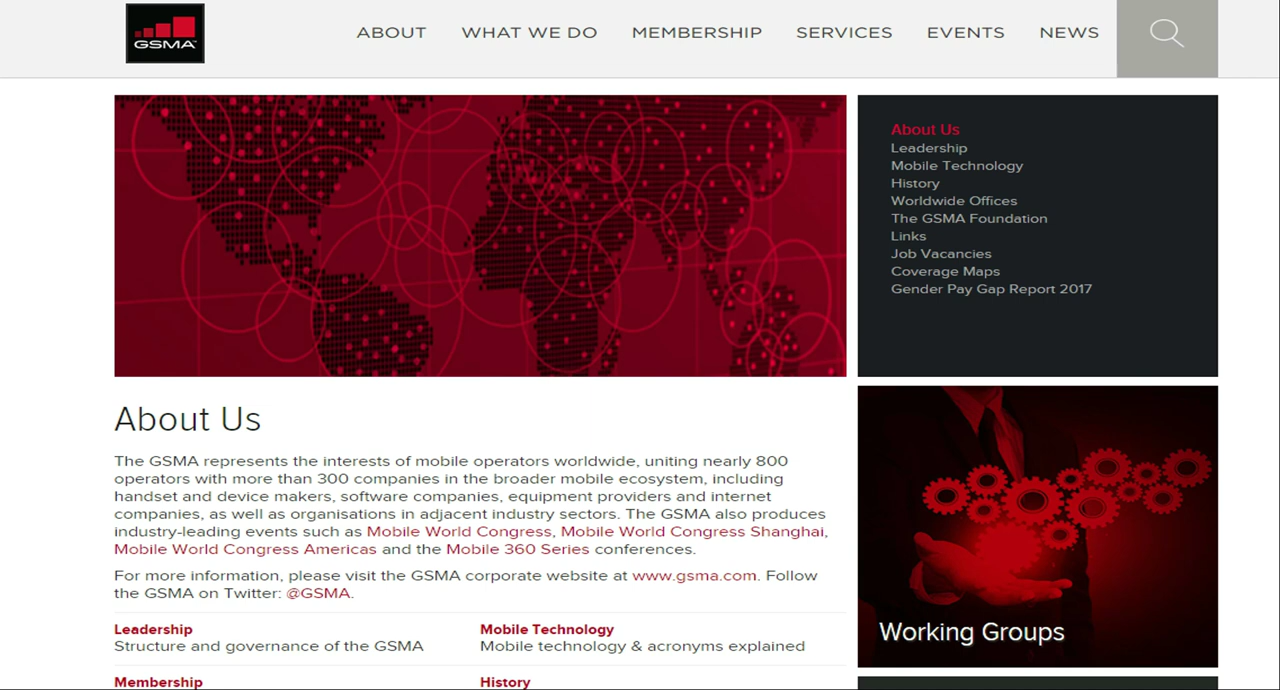 GSMA
ABOUT
WHAT WE DO
MEMBERSHIP
SERVICES
EVENTS
NEWS
About Us
Leadership
Mobile Technology
History
Worldwide Offices
The GSMA Foundation
Links
Job Vacancies
Coverage Maps
Gender Pay Gap Report 2017
About Us
The GSMA represents the interests of mobile operators worldwide, uniting nearly 800
operators with more than 300 companies in the broader mobile ecosystem, including
handset and device makers, software companies, equipment providers and internet
companies, as well as organisations in adjacent industry sectors. The GSMA also produces
industry-leading events such as Mobile World Congress, Mobile World Congress Shanghai,
Mobile World Congress Americas and the Mobile 360 Series conferences.
For more information, please visit the GSMA corporate website at www.gsma.com. Follow
the GSMA on Twitter: @GSMA.
Leadership
Structure and governance of the GSMA
Mobile Technology
Mobile technology & acronyms explained
Membership
History
Working Groups